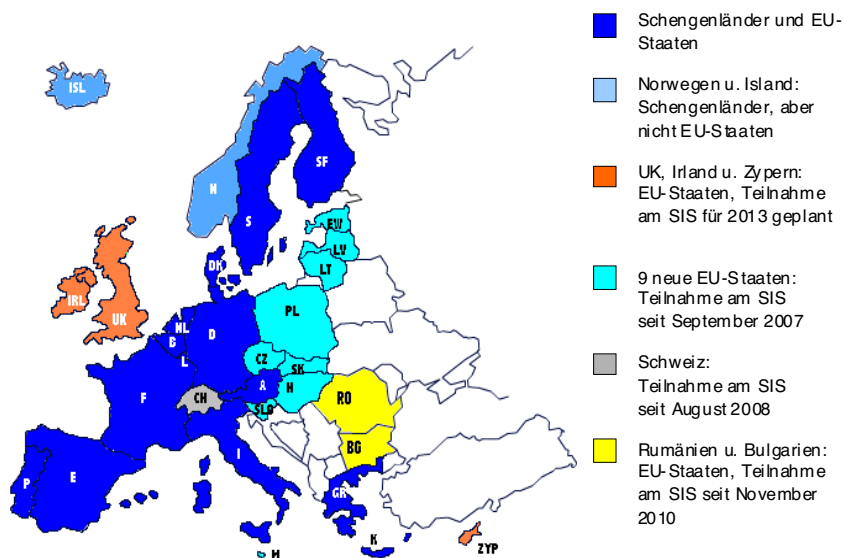 Schengenländer und EU-
Staaten
Norwegen u. Island:
Schengenländer, aber
nicht EU-Staaten
UK, Irland u. Zypern:
EU-Staaten, Teilnahme
am SIS für 2013 geplant
9 neue EU-Staaten:
Teilnahme am SIS
seit September 2007
Schweiz:
Teilnahme am SIS
seit August 2008
Rumänien u. Bulgarien:
EU-Staaten, Teilnahme
am SIS seit November
2010
ISL
SF
N
S
EW
LV
LT
DK
IRL
UK
NL
B
D
PL
L
CZ
SK
A
H
F
CH
SLO
RO
BG
I
P
E
GR
K
M
ZYP